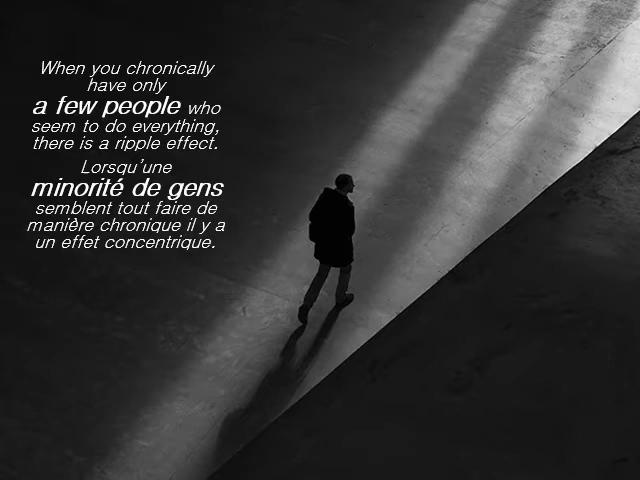 When you chronically
have only
a few people who
seem to do everything,
there is a ripple effect.
Lorsqu'une
minorité de gens
semblent tout faire de
manière chronique il y a
un effet concentrique.